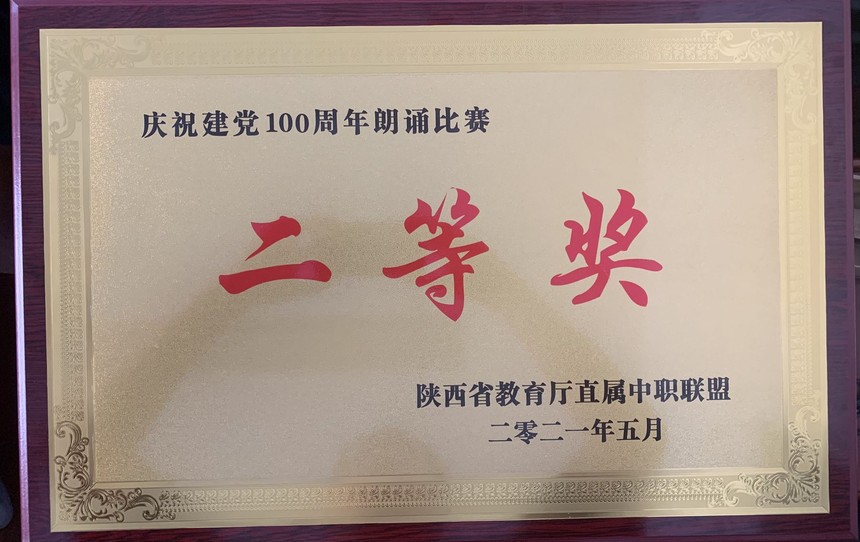 庆祝建党100周年朗诵比赛
二等奖
陕西省教育厅直属中职联盟
二零二一年五月